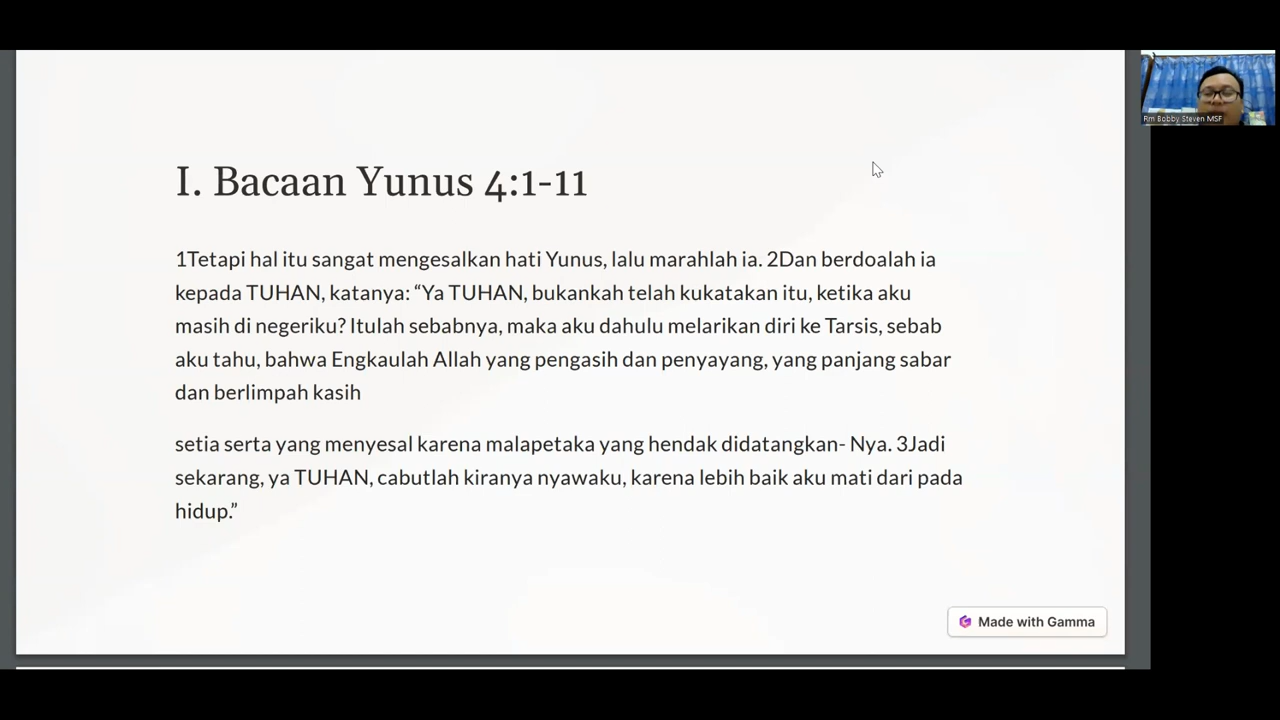 Rm Bobby Steven MSF
I. Bacaan Yunus 4:1-11
1Tetapi hal itu sangat mengesalkan hati Yunus, lalu marahlah ia. 2Dan berdoalah ia
kepada TUHAN, katanya: “Ya TUHAN, bukankah telah kukatakan itu, ketika aku
masih di negeriku? Itulah sebabnya, maka aku dahulu melarikan diri ke Tarsis, sebab
aku tahu, bahwa Engkaulah Allah yang pengasih dan penyayang, yang panjang sabar
dan berlimpah kasih
setia serta yang menyesal karena malapetaka yang hendak didatangkan- Nya. 3Jadi
sekarang, ya TUHAN, cabutlah kiranya nyawaku, karena lebih baik aku mati dari pada
hidup.”
Made with Gamma